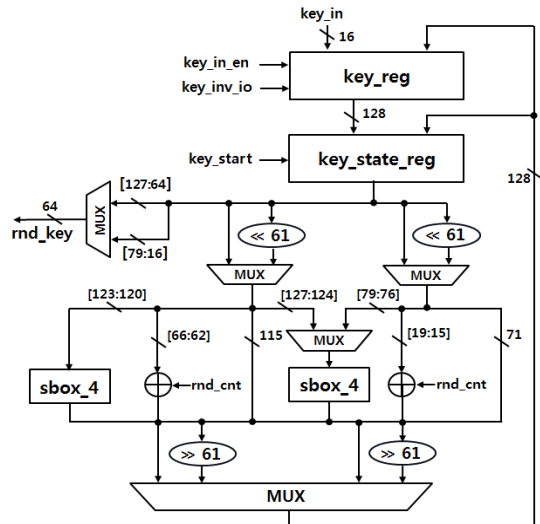 key_in
16
key_in_en
key_inv_io
key_reg
128
key_start
key_state_reg
128
64
rnd_key
MUX
[127:64]
[79:16]
≪ 61
≪ 61
MUX
MUX
[123:120]
[127:124]
[79:76]
[66:62]
115
MUX
[19:15]
71
sbox_4
rnd_cnt
sbox_4
rnd_cnt
≫ 61
≫ 61
MUX